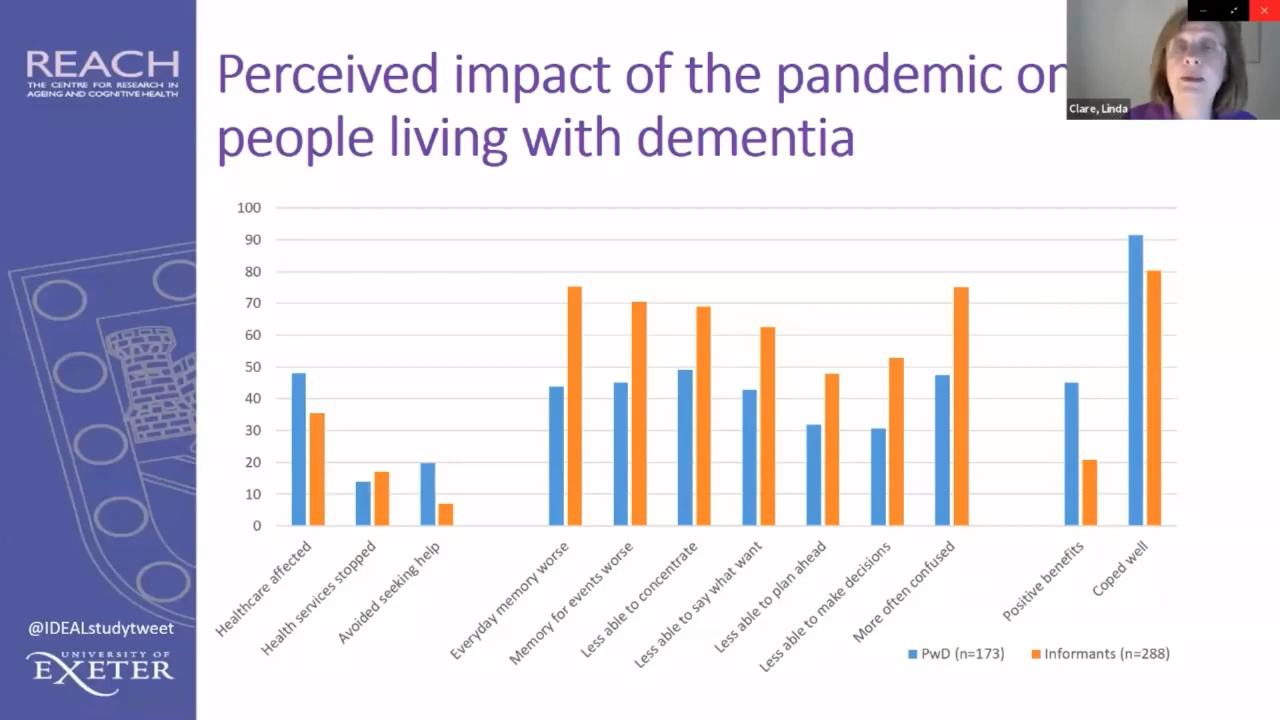 REACH
THE CENTRE FOR RESEARCH IN
AGEING AND COGNITIVE HEALTH
Perceived impact of the pandemic on
people living with dementia
Clare, Linda
100
90
80
70
60
50
40
30
20
10
0
Healthcare affected
Health services stopped
Avoided seeking help
Everyday memory worse
Memory for events worse
Less able to concentrate
Less able to say what want
Less able to plan ahead
Less able to make decisions
More often confused
Positive benefits
Coped well
PwD (n=173)
Informants (n=288)
@IDEALstudytweet
UNIVERSITY OF
EXETER